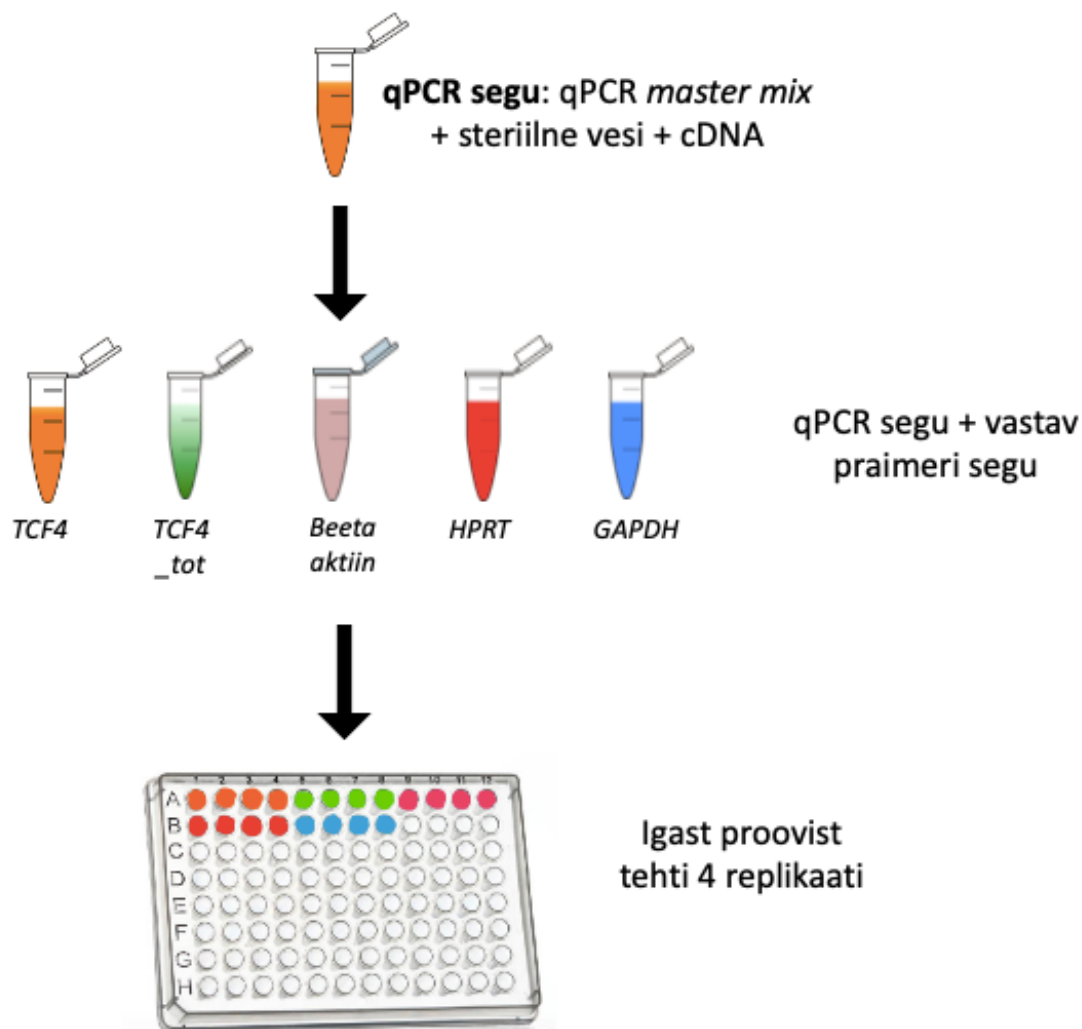 qPCR segu: qPCR master mix
+ steriilne vesi + cDNA
TCF4
TCF4
_tot
Beeta
aktiin
HPRT
GAPDH
qPCR segu + vastav
praimeri segu
1 2 3 4 5 6 7 8 9 10 11 12
A
B
C
D
E
F
G
H
Igast proovist
tehti 4 replikaati